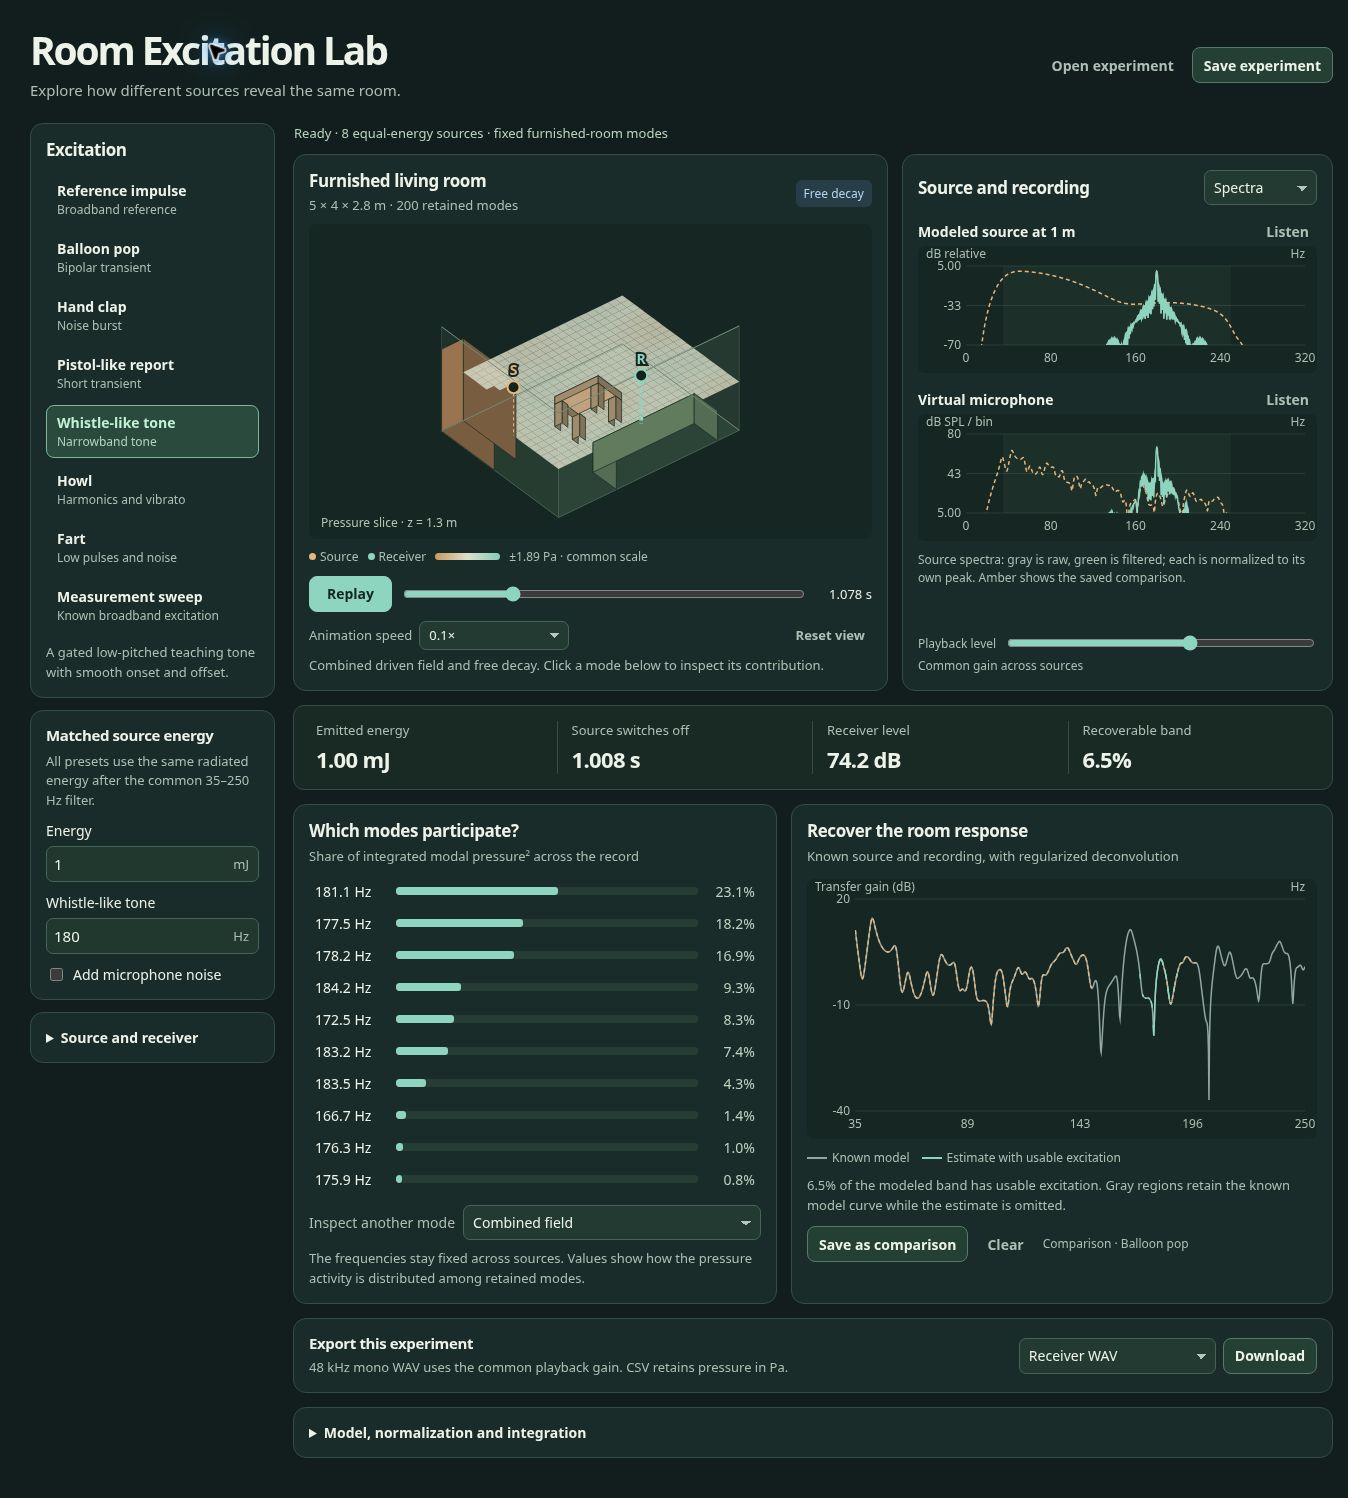 Room Excitation Lab
Explore how different sources reveal the same room.
Open experiment
Save experiment
Excitation
Reference impulse
Broadband reference
Balloon pop
Bipolar transient
Hand clap
Noise burst
Pistol-like report
Short transient
Whistle-like tone
Narrowband tone
Howl
Harmonics and vibrato
Fart
Low pulses and noise
Measurement sweep
Known broadband excitation
A gated low-pitched teaching tone
with smooth onset and offset.
Matched source energy
All presets use the same radiated
energy after the common 35–250
Hz filter.
Energy
1 mJ
Whistle-like tone
180 Hz
Add microphone noise
▶ Source and receiver
Ready · 8 equal-energy sources · fixed furnished-room modes
Furnished living room
5 × 4 × 2.8 m · 200 retained modes
Free decay
S
R
Pressure slice · z = 1.3 m
Source Receiver ±1.89 Pa · common scale
Replay 1.078 s
Animation speed 0.1× Reset view
Combined driven field and free decay. Click a mode below to inspect its contribution.
Source and recording
Spectra
Modeled source at 1 m Listen
dB relative Hz
5.00
-33
-70
0 80 160 240 320
Virtual microphone Listen
dB SPL / bin Hz
80
43
5.00
0 80 160 240 320
Source spectra: gray is raw, green is filtered; each is normalized to its
own peak. Amber shows the saved comparison.
Playback level
Common gain across sources
Emitted energy
1.00 mJ
Source switches off
1.008 s
Receiver level
74.2 dB
Recoverable band
6.5%
Which modes participate?
Share of integrated modal pressure² across the record
181.1 Hz 23.1%
177.5 Hz 18.2%
178.2 Hz 16.9%
184.2 Hz 9.3%
172.5 Hz 8.3%
183.2 Hz 7.4%
183.5 Hz 4.3%
166.7 Hz 1.4%
176.3 Hz 1.0%
175.9 Hz 0.8%
Inspect another mode Combined field
The frequencies stay fixed across sources. Values show how the pressure
activity is distributed among retained modes.
Recover the room response
Known source and recording, with regularized deconvolution
Transfer gain (dB) Hz
20
-10
-40
35 89 143 196 250
Known model Estimate with usable excitation
6.5% of the modeled band has usable excitation. Gray regions retain the known
model curve while the estimate is omitted.
Save as comparison Clear Comparison · Balloon pop
Export this experiment
48 kHz mono WAV uses the common playback gain. CSV retains pressure in Pa.
Receiver WAV Download
▶ Model, normalization and integration